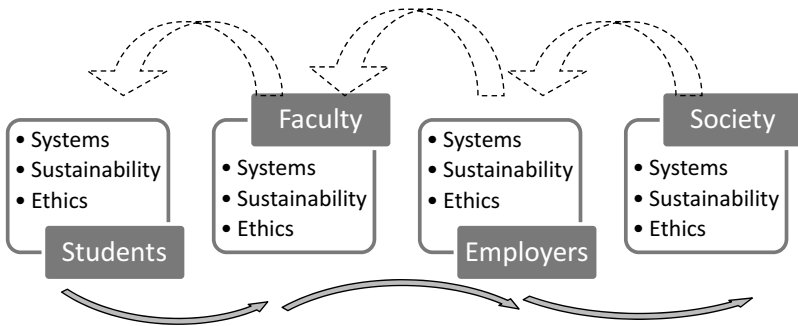 • Systems
• Sustainability
• Ethics
Students
Faculty
• Systems
• Sustainability
• Ethics
• Systems
• Sustainability
• Ethics
Employers
Society
• Systems
• Sustainability
• Ethics